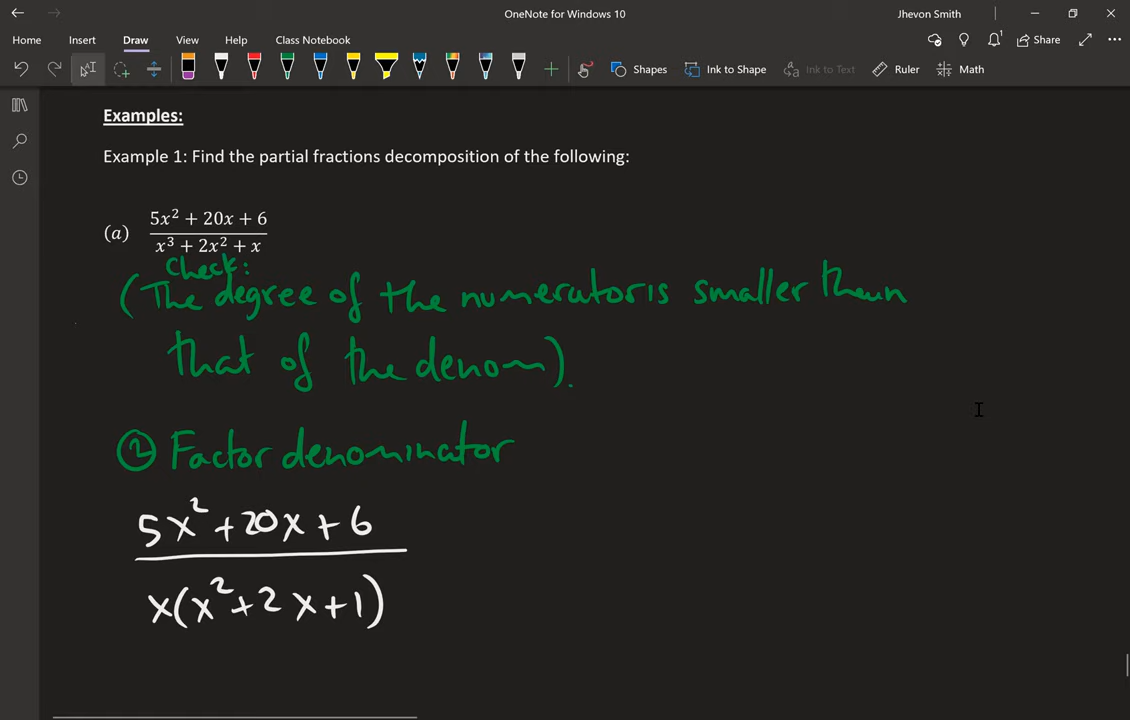 OneNote for Windows 10
Jhevon Smith
Home Insert Draw View Help Class Notebook
1 Share
Shapes Ink to Shape Ink to Text Ruler Math
Examples:
Example 1: Find the partial fractions decomposition of the following:
(a) 5x² + 20x + 6
x³ + 2x² + x
Check:
(The degree of the numerator is smaller than
that of the denom).
② Factor denominator
5x² + 20x + 6
x(x² + 2x + 1)